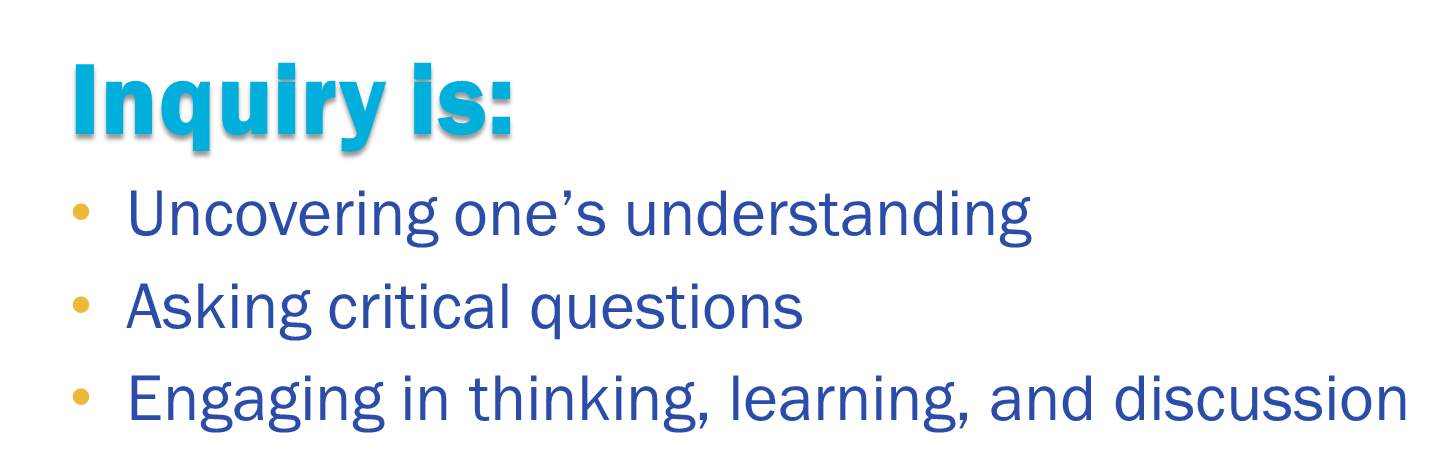 Inquiry is:
• Uncovering one’s understanding
• Asking critical questions
• Engaging in thinking, learning, and discussion